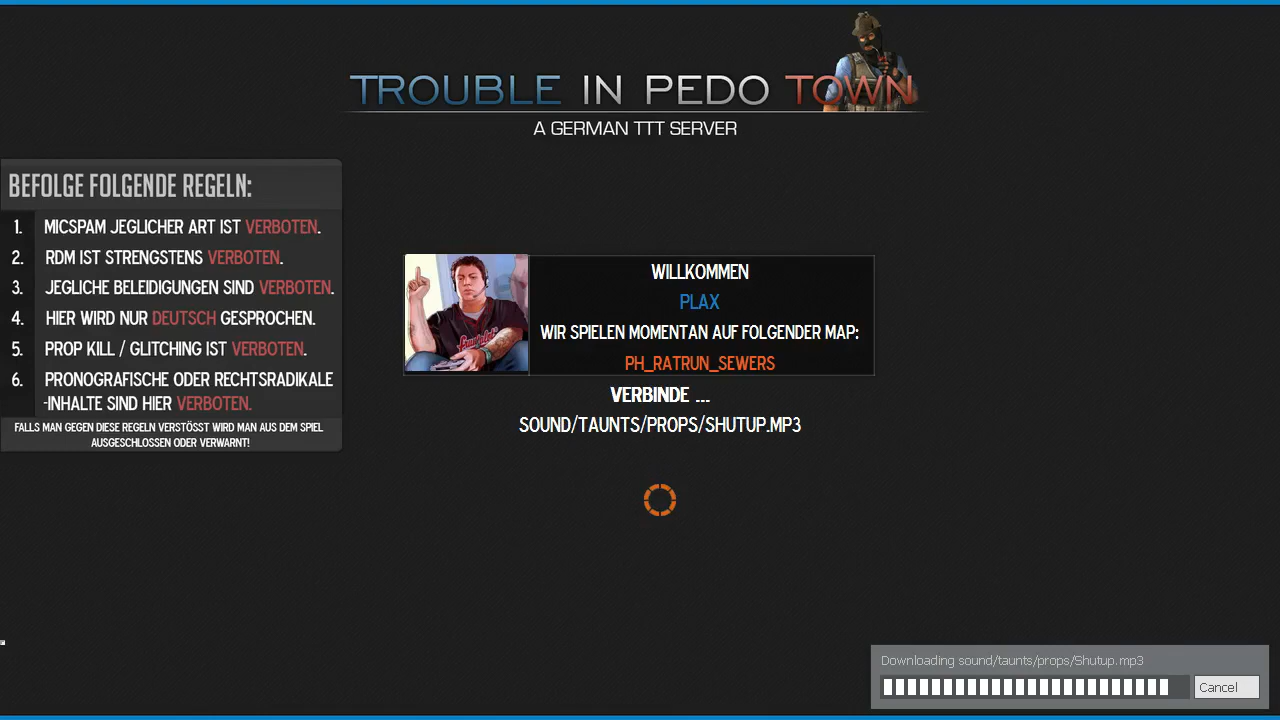 TROUBLE IN PEDO TOWN
A GERMAN TTT SERVER
BEFOLGE FOLGENDE REGELN:
1. MICSPAM JEGLICHER ART IST VERBOTEN.
2. RDM IST STRENGSTENS VERBOTEN.
3. JEGLICHE BELEIDIGUNGEN SIND VERBOTEN.
4. HIER WIRD NUR DEUTSCH GESPROCHEN.
5. PROP KILL / GLITCHING IST VERBOTEN.
6. PRONOGRAFISCHE ODER RECHTSRADIKALE
-INHALTE SIND HIER VERBOTEN.
FALLS MAN GEGEN DIESE REGELN VERSTÖSST WIRD MAN AUS DEM SPIEL
AUSGESCHLOSSEN ODER VERWARNT!
WILLKOMMEN
PLAX
WIR SPIELEN MOMENTAN AUF FOLGENDER MAP:
PH_RATRUN_SEWERS
VERBINDE ...
SOUND/TAUNTS/PROPS/SHUTUP.MP3
Downloading sound/taunts/props/Shutup.mp3
Cancel